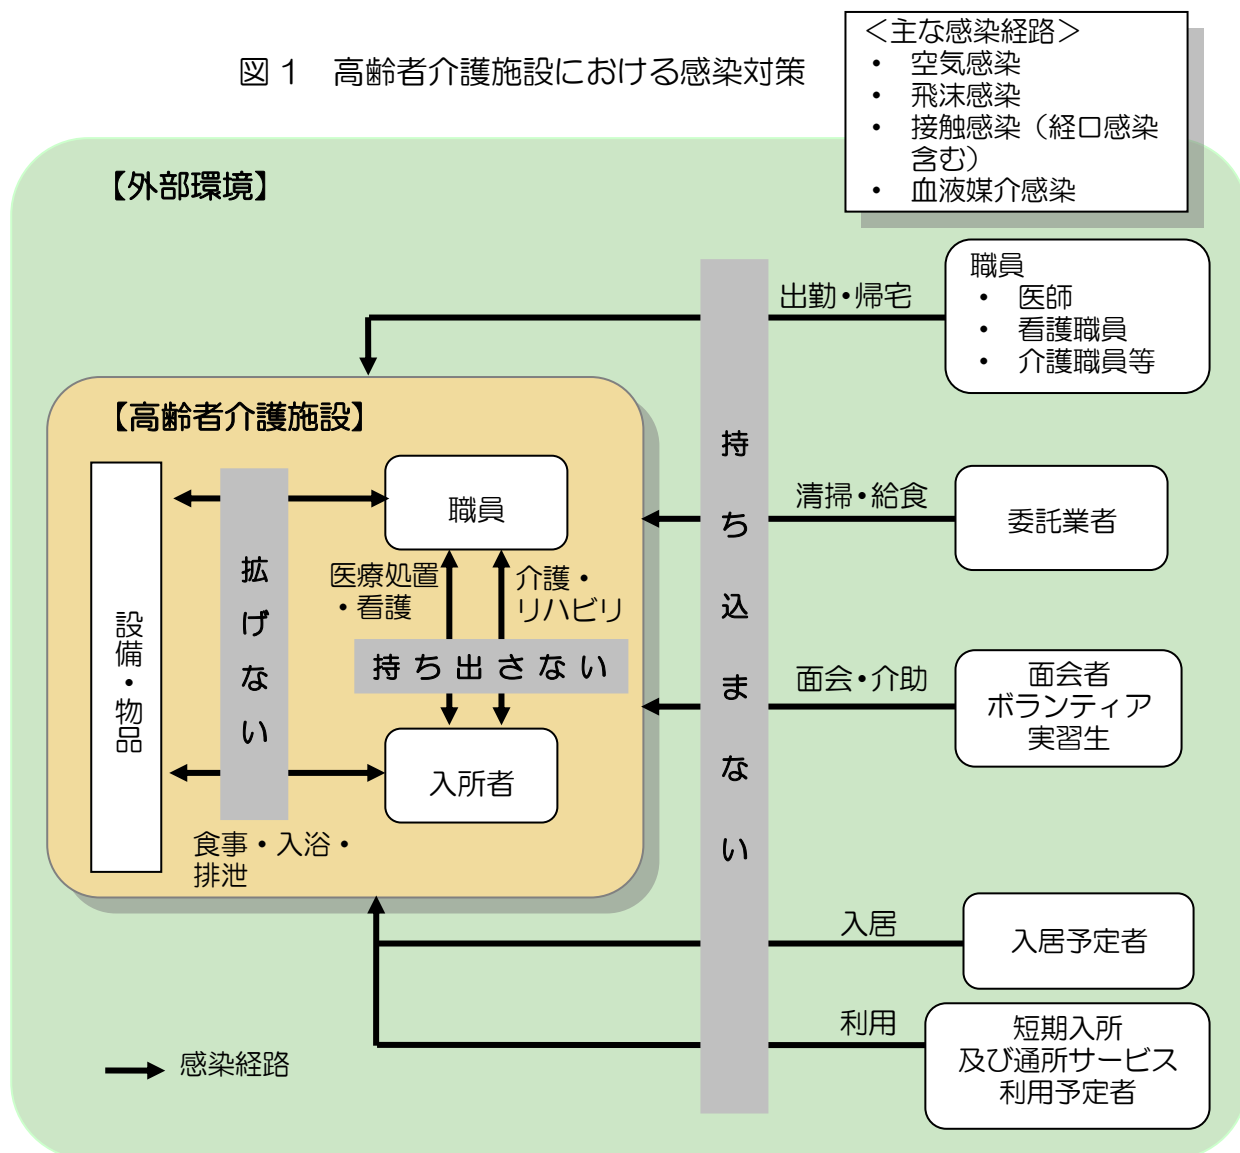 図１　高齢者介護施設における感染対策
＜主な感染経路＞
• 空気感染
• 飛沫感染
• 接触感染（経口感染
含む）
• 血液媒介感染
【外部環境】
職員
• 医師
• 看護職員
• 介護職員等
出勤・帰宅
【高齢者介護施設】
設備・物品
拡げない
職員
医療処置
・看護
介護・
リハビリ
持ち出さない
入所者
食事・入浴・
排泄
持ち込まない
清掃・給食
委託業者
面会・介助
面会者
ボランティア
実習生
入居
入居予定者
利用
短期入所
及び通所サービス
利用予定者
感染経路